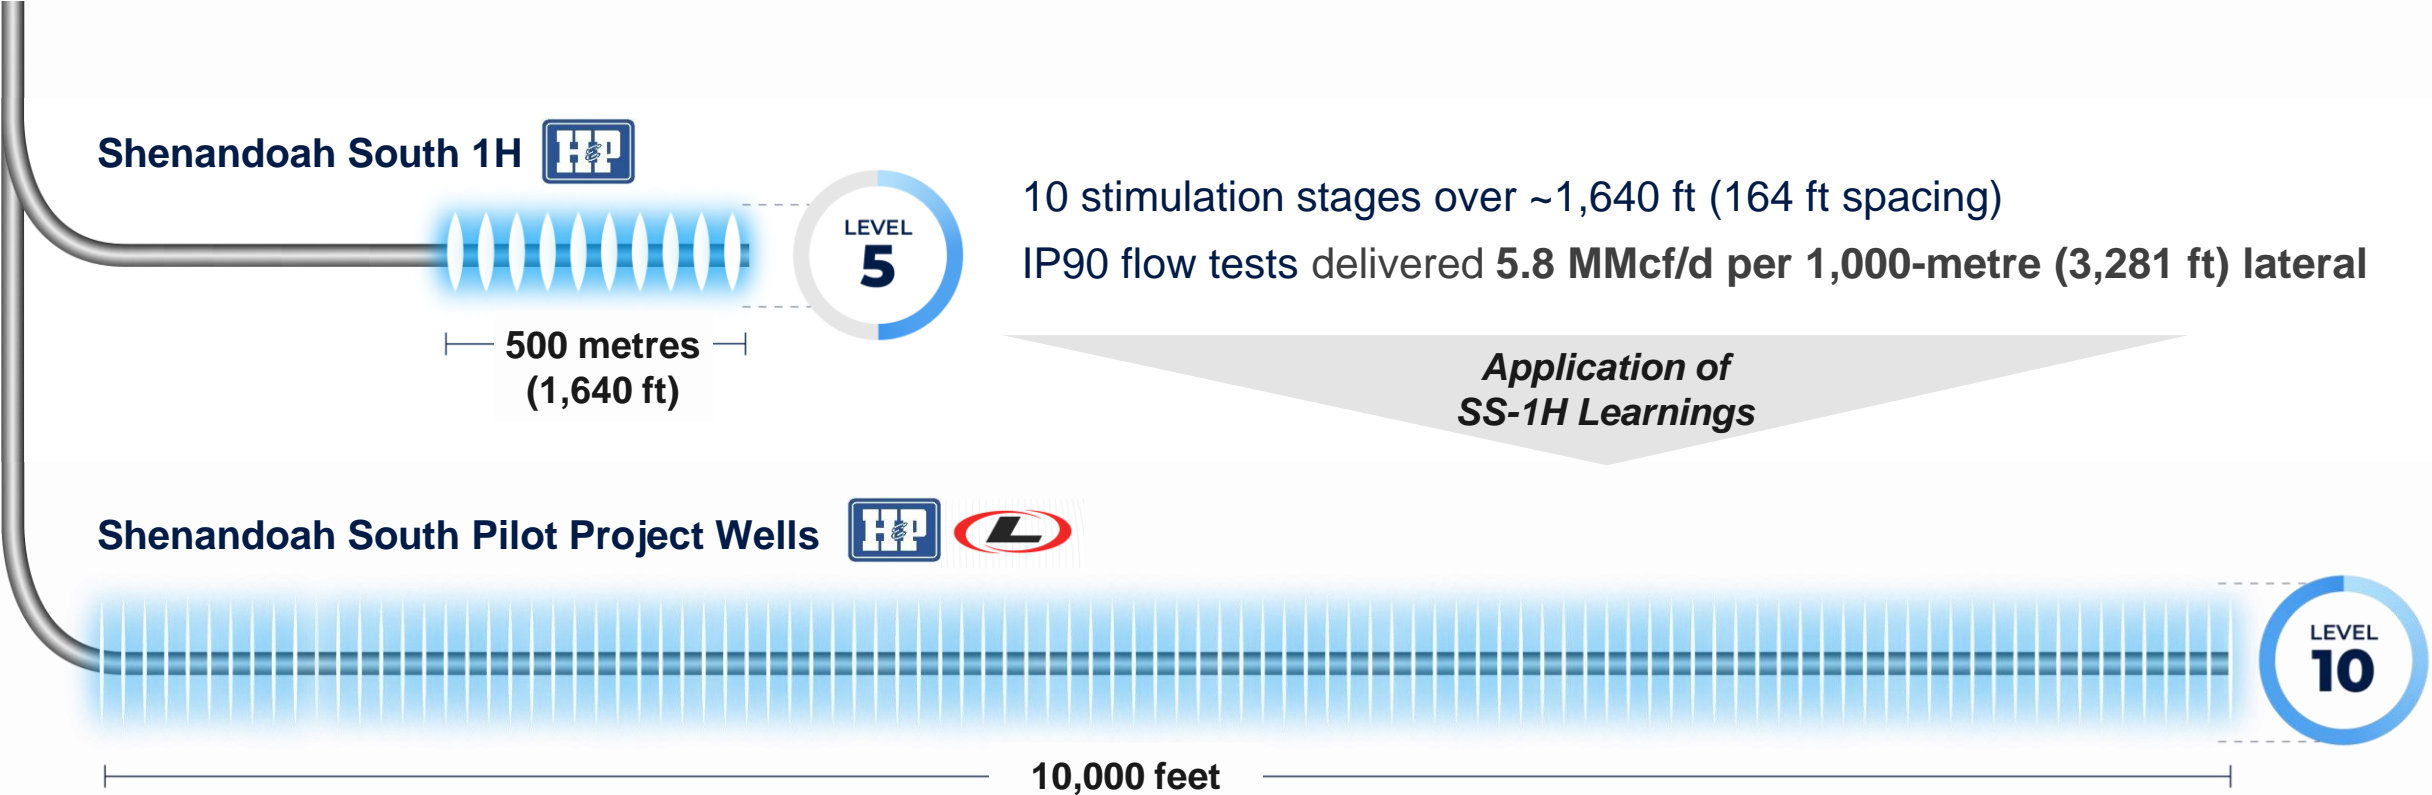 Shenandoah South 1H H&P
10 stimulation stages over ~1,640 ft (164 ft spacing)
LEVEL
5
IP90 flow tests delivered 5.8 MMcf/d per 1,000-metre (3,281 ft) lateral
500 metres
(1,640 ft)
Application of
SS-1H Learnings
Shenandoah South Pilot Project Wells H&P L
LEVEL
10
10,000 feet